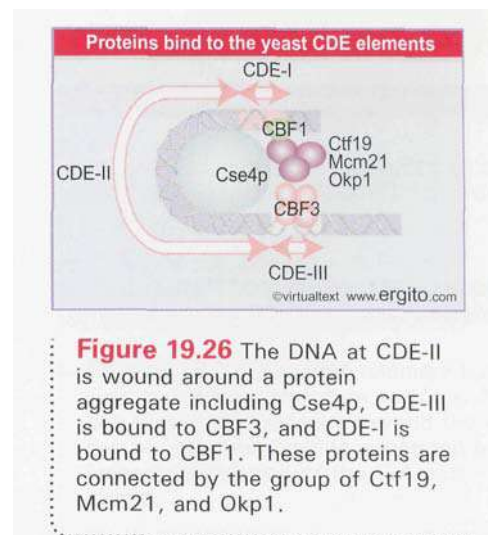 Proteins bind to the yeast CDE elements
CDE-I
CBF1
Ctf19
Mcm21
Okp1
CDE-II
Cse4p
CBF3
CDE-III
©virtualtext www.ergito.com
Figure 19.26 The DNA at CDE-II
is wound around a protein
aggregate including Cse4p, CDE-III
is bound to CBF3, and CDE-I is
bound to CBF1. These proteins are
connected by the group of Ctf19,
Mcm21, and Okp1.